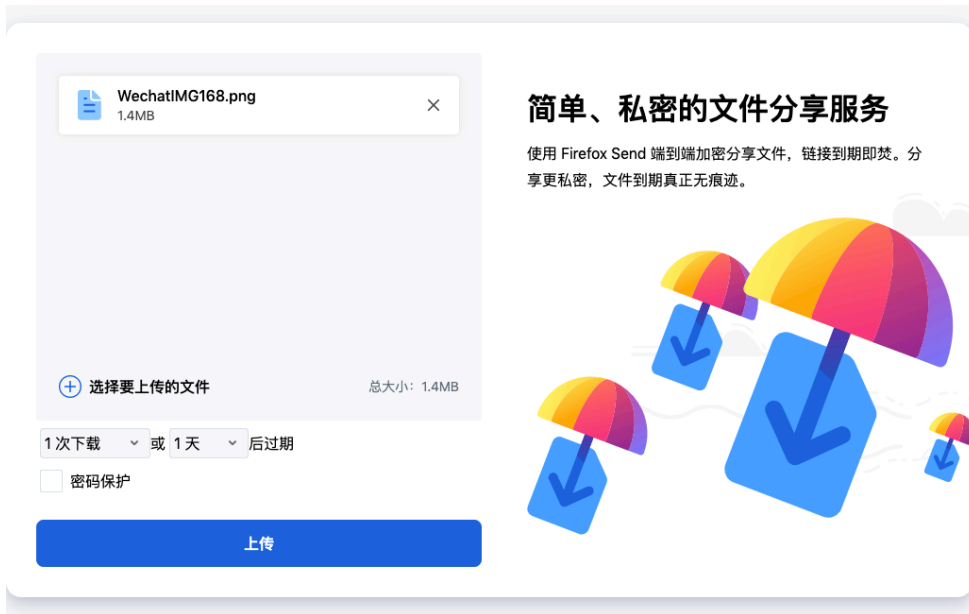 WechatIMG168.png
1.4MB
选择要上传的文件
总大小：1.4MB
1 次下载 或 1 天 后过期
密码保护
上传
简单、私密的文件分享服务
使用 Firefox Send 端到端加密分享文件，链接到期即焚。分
享更私密，文件到期真正无痕迹。